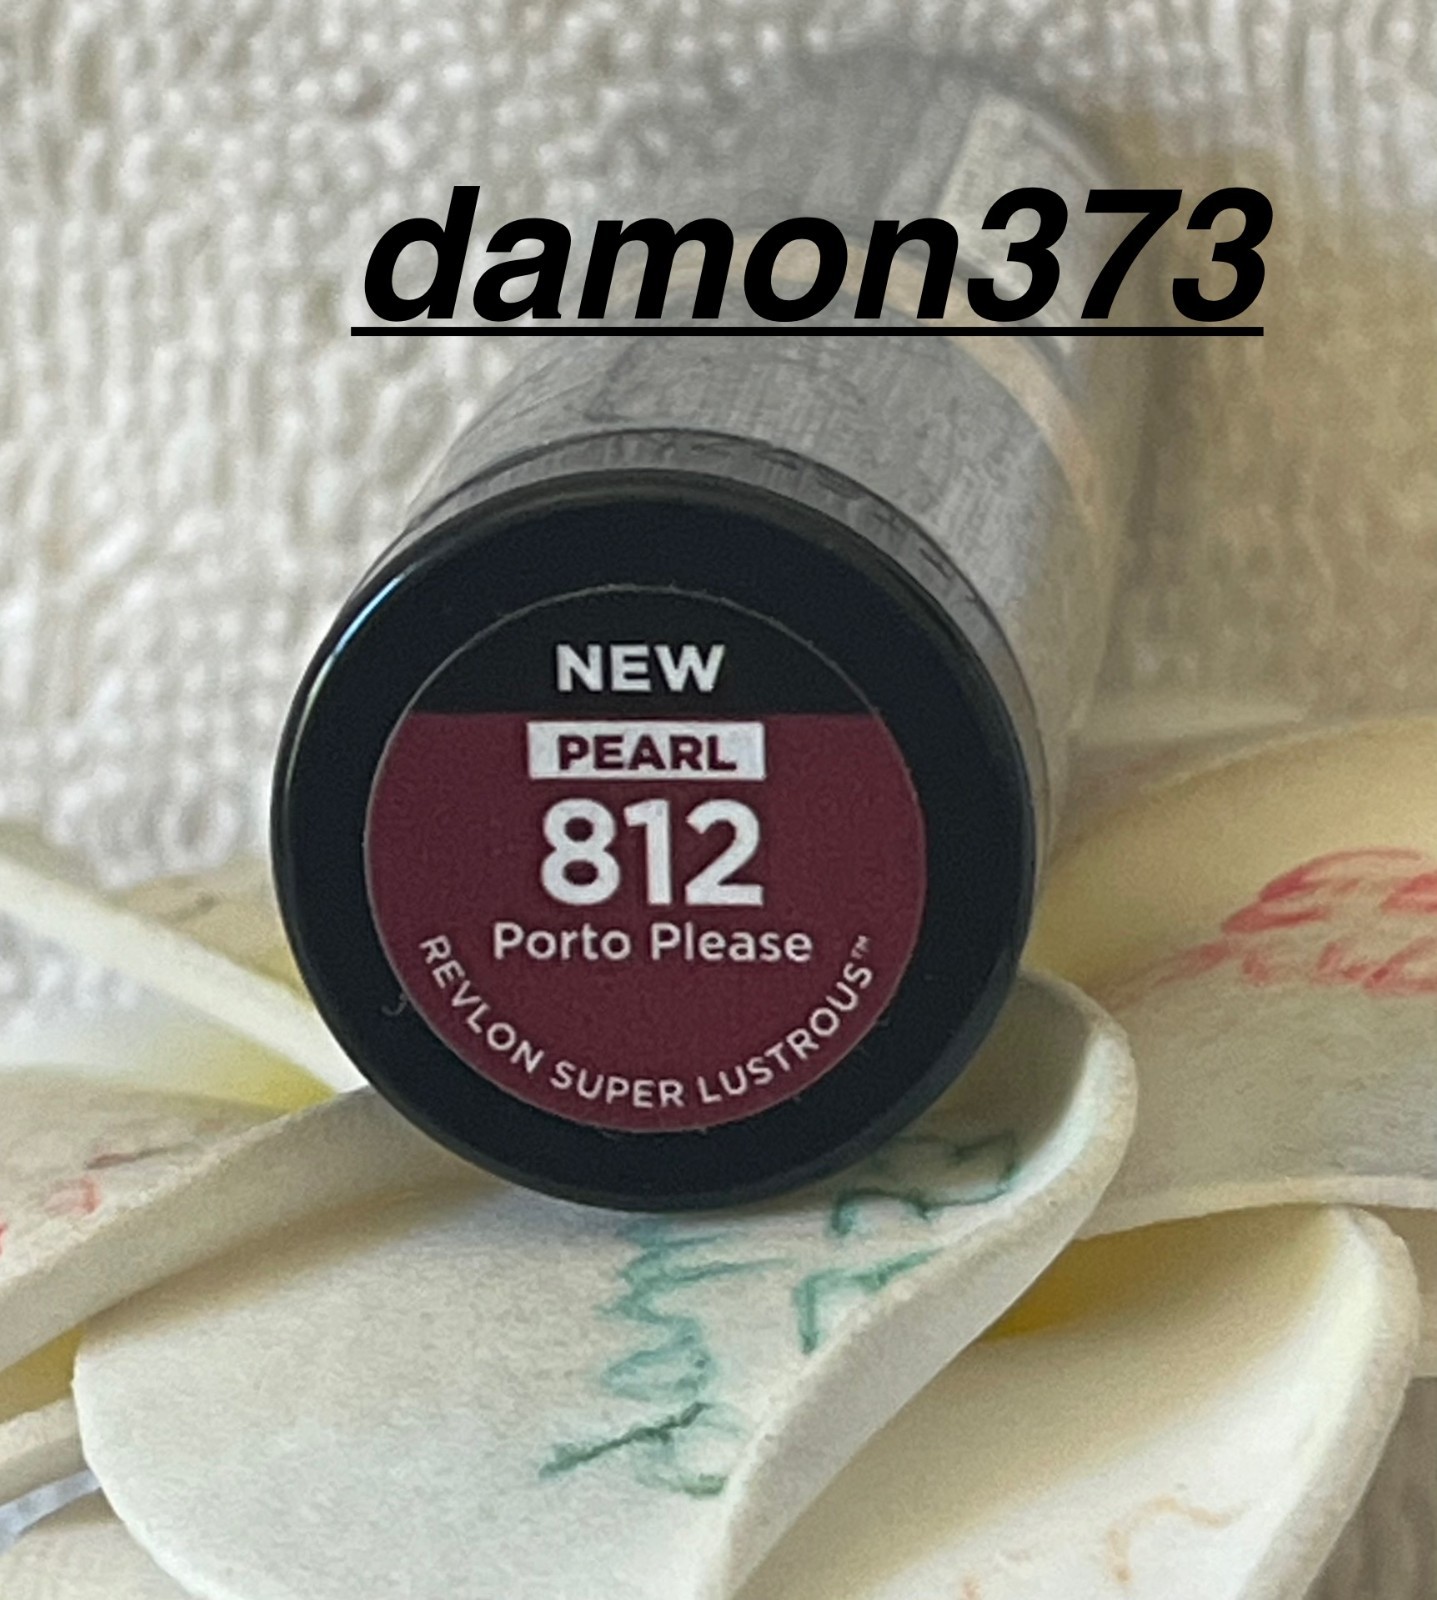 damon373
NEW
PEARL
812
Porto Please
REVLON SUPER LUSTROUS™